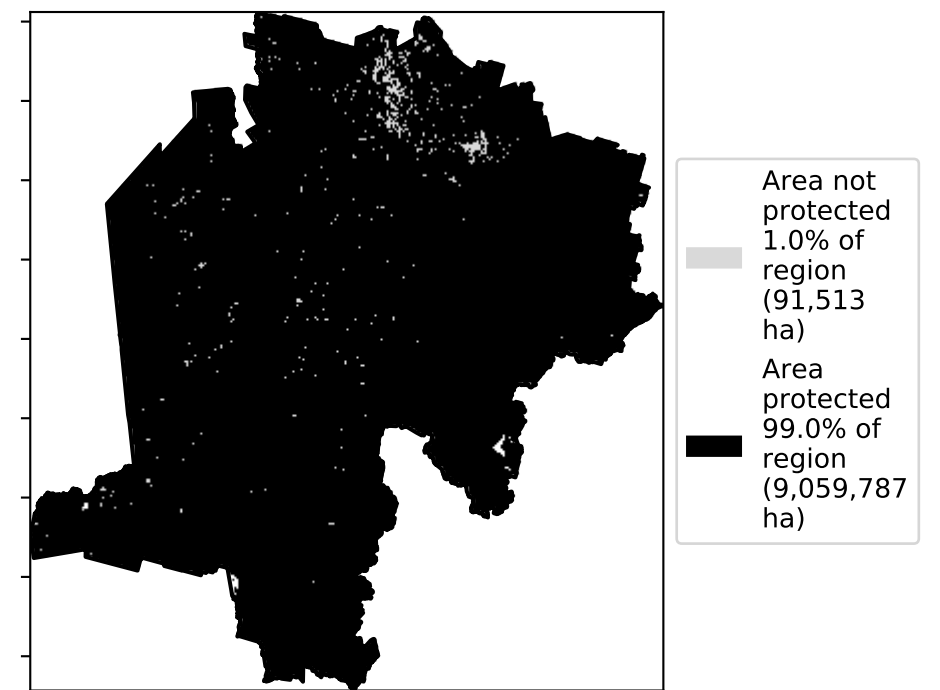 Area not
protected
1.0% of
region
(91,513
ha)
Area
protected
99.0% of
region
(9,059,787
ha)